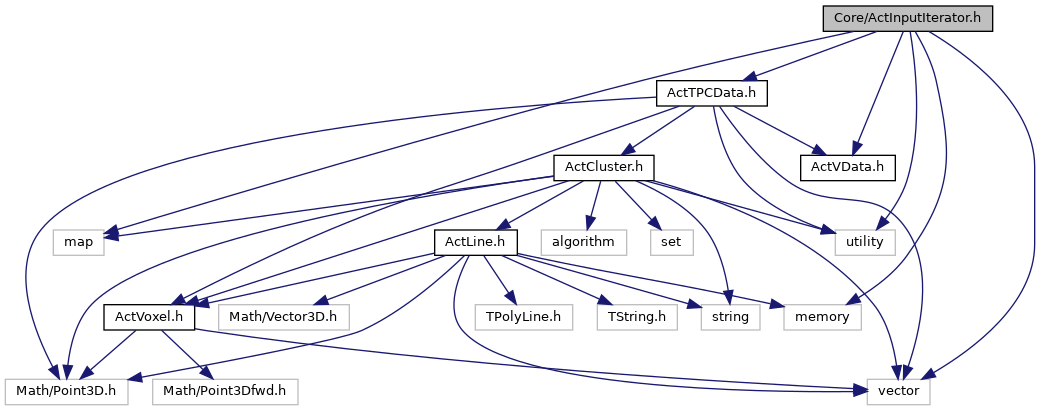 Core/ActInputIterator.h
ActTPCData.h
ActCluster.h
ActVData.h
map
ActLine.h
algorithm
set
utility
ActVoxel.h
Math/Vector3D.h
TPolyLine.h
TString.h
string
memory
Math/Point3D.h
Math/Point3Dfwd.h
vector